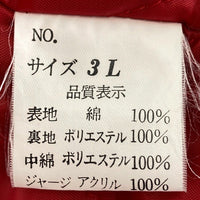 NO.
サイズ 3L
品質表示
表地 綿 100%
裏地 ポリエステル 100%
中綿 ポリエステル 100%
ジャージ アクリル 100%